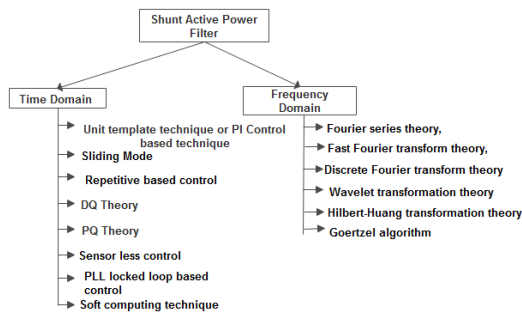 Shunt Active Power
Filter
Time Domain
Unit template technique or PI Control
based technique
Sliding Mode
Repetitive based control
DQ Theory
PQ Theory
Sensor less control
PLL locked loop based
control
Soft computing technique
Frequency
Domain
Fourier series theory,
Fast Fourier transform theory,
Discrete Fourier transform theory
Wavelet transformation theory
Hilbert-Huang transformation theory
Goertzel algorithm